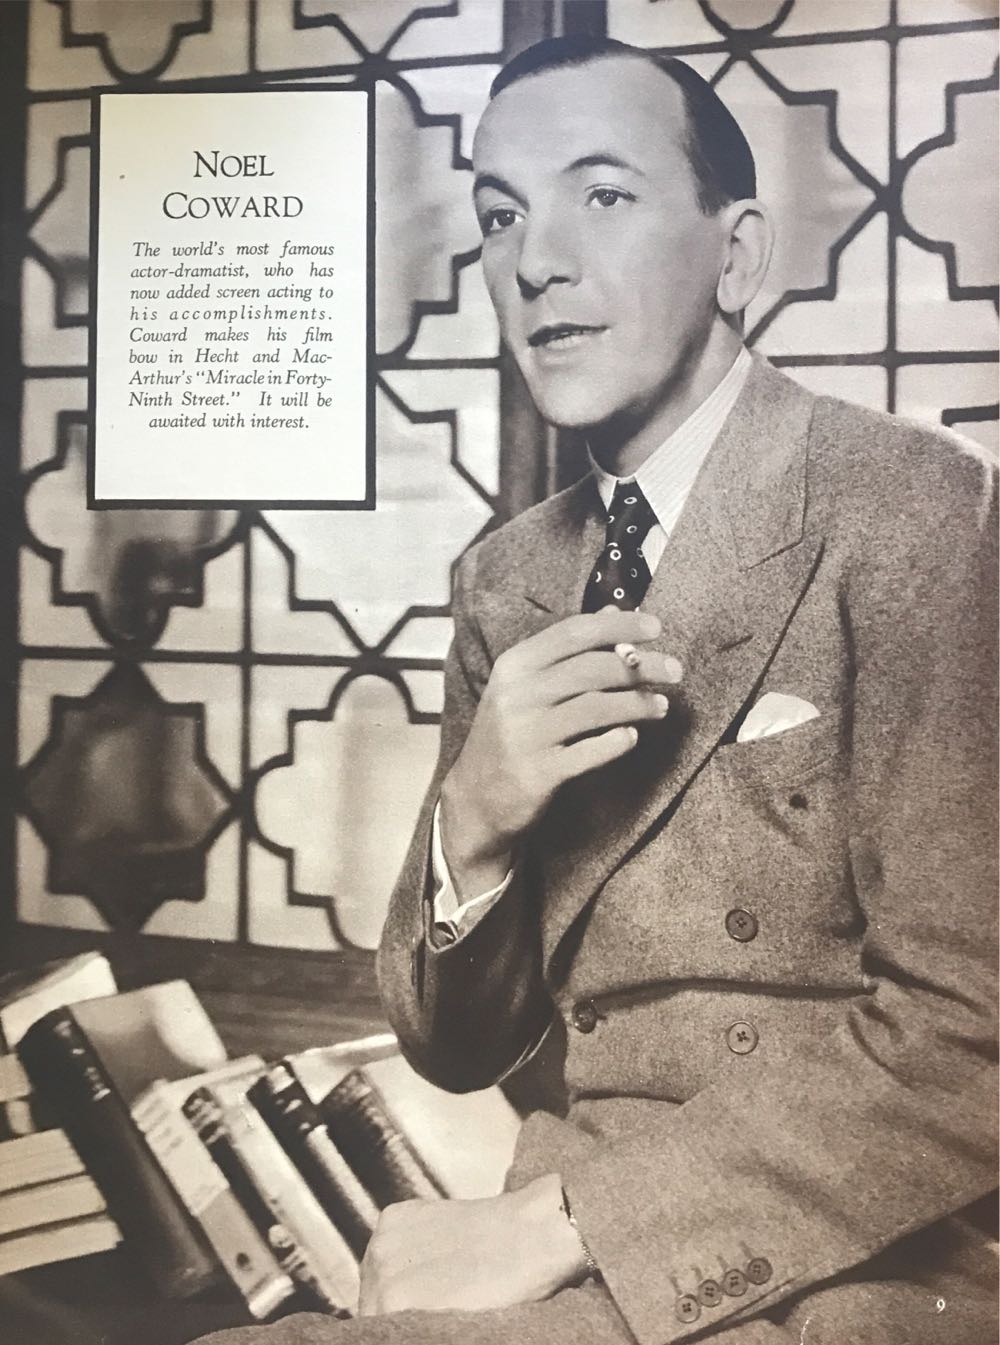 NOEL
COWARD
The world's most famous
actor-dramatist, who has
now added screen acting to
his accomplishments.
Coward makes his film
bow in Hecht and Mac-
Arthur's "Miracle in Forty-
Ninth Street." It will be
awaited with interest.
9